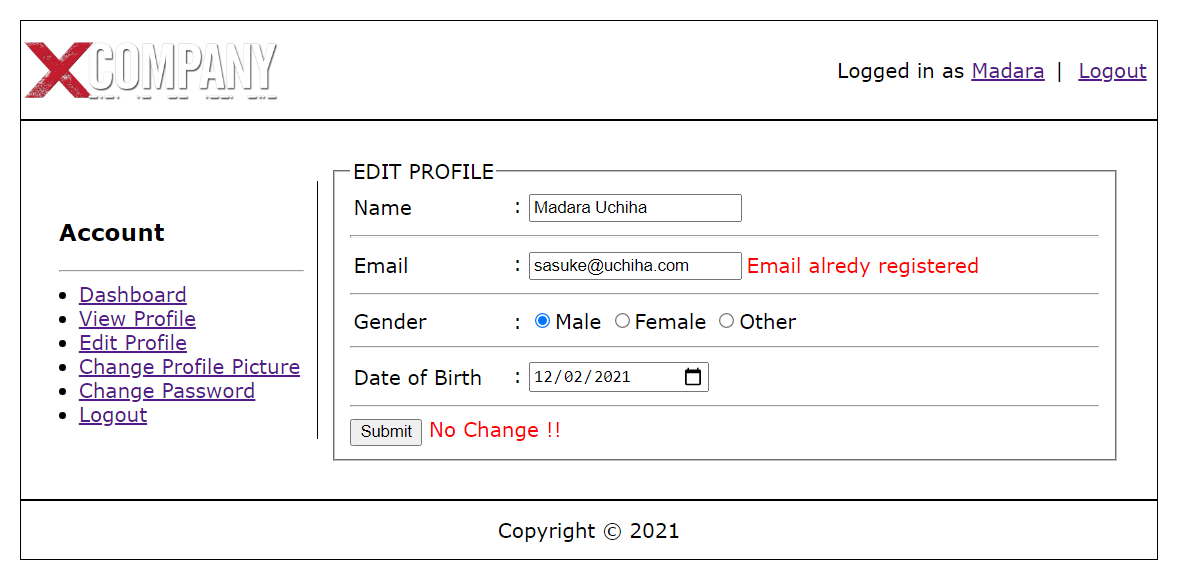 XCOMPANY
Logged in as Madara | Logout
Account
Dashboard
View Profile
Edit Profile
Change Profile Picture
Change Password
Logout
EDIT PROFILE
Name : Madara Uchiha
Email : sasuke@uchiha.com Email alredy registered
Gender : Male Female Other
Date of Birth : 12/02/2021
Submit No Change !!
Copyright © 2021